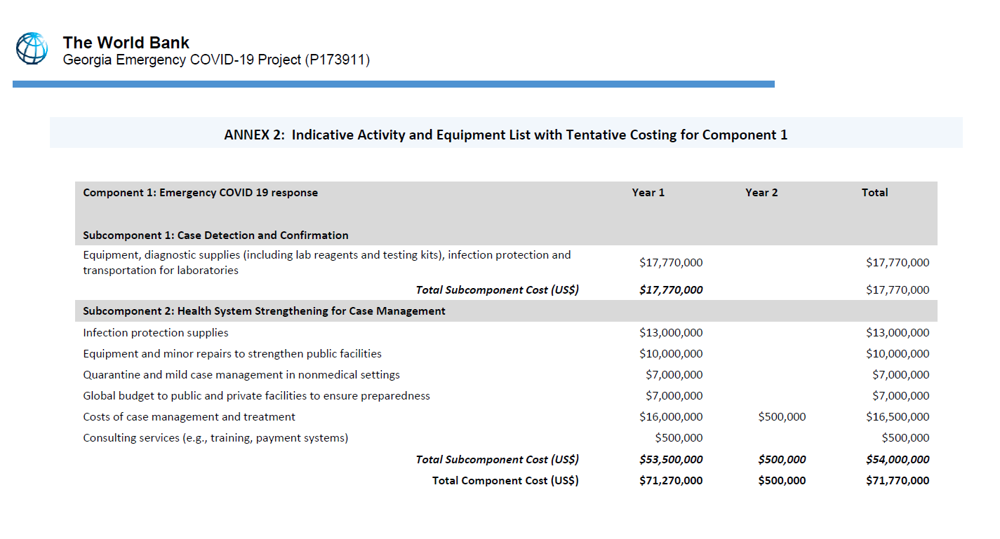 The World Bank
Georgia Emergency COVID-19 Project (P173911)
ANNEX 2:  Indicative Activity and Equipment List with Tentative Costing for Component 1
Component 1: Emergency COVID 19 response Year 1 Year 2 Total
Subcomponent 1: Case Detection and Confirmation
Equipment, diagnostic supplies (including lab reagents and testing kits), infection protection and
transportation for laboratories $17,770,000 $17,770,000
Total Subcomponent Cost (US$) $17,770,000 $17,770,000
Subcomponent 2: Health System Strengthening for Case Management
Infection protection supplies $13,000,000 $13,000,000
Equipment and minor repairs to strengthen public facilities $10,000,000 $10,000,000
Quarantine and mild case management in nonmedical settings $7,000,000 $7,000,000
Global budget to public and private facilities to ensure preparedness $7,000,000 $7,000,000
Costs of case management and treatment $16,000,000 $500,000 $16,500,000
Consulting services (e.g., training, payment systems) $500,000 $500,000
Total Subcomponent Cost (US$) $53,500,000 $500,000 $54,000,000
Total Component Cost (US$) $71,270,000 $500,000 $71,770,000